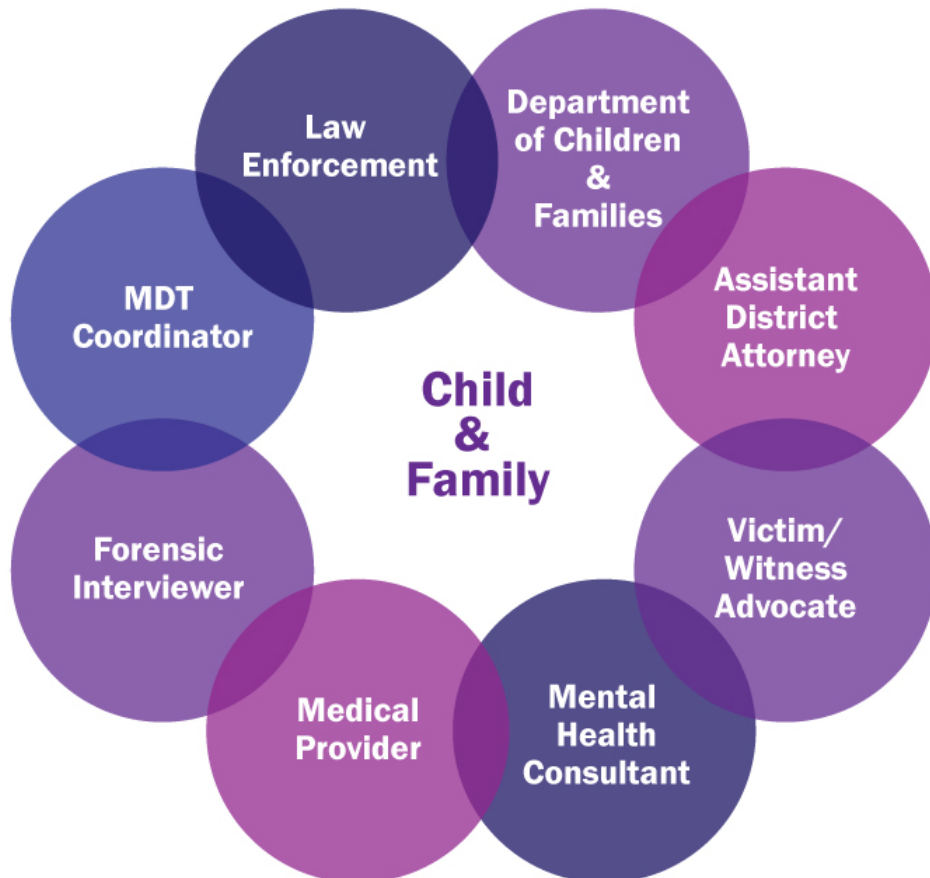 Law
Enforcement
Department
of Children
&
Families
MDT
Coordinator
Assistant
District
Attorney
Child
&
Family
Forensic
Interviewer
Victim/
Witness
Advocate
Medical
Provider
Mental
Health
Consultant